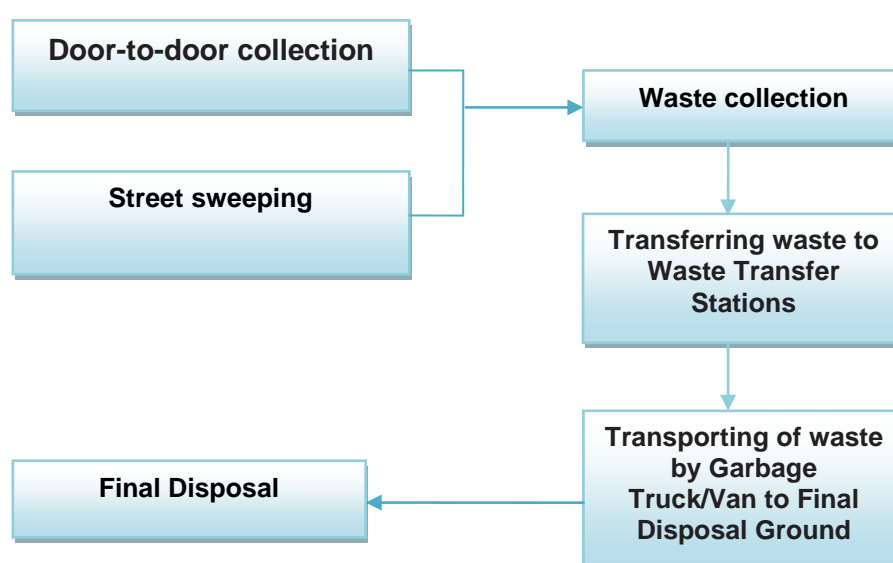 Door-to-door collection
Street sweeping
Waste collection
Transferring waste to
Waste Transfer
Stations
Transporting of waste
by Garbage
Truck/Van to Final
Disposal Ground
Final Disposal